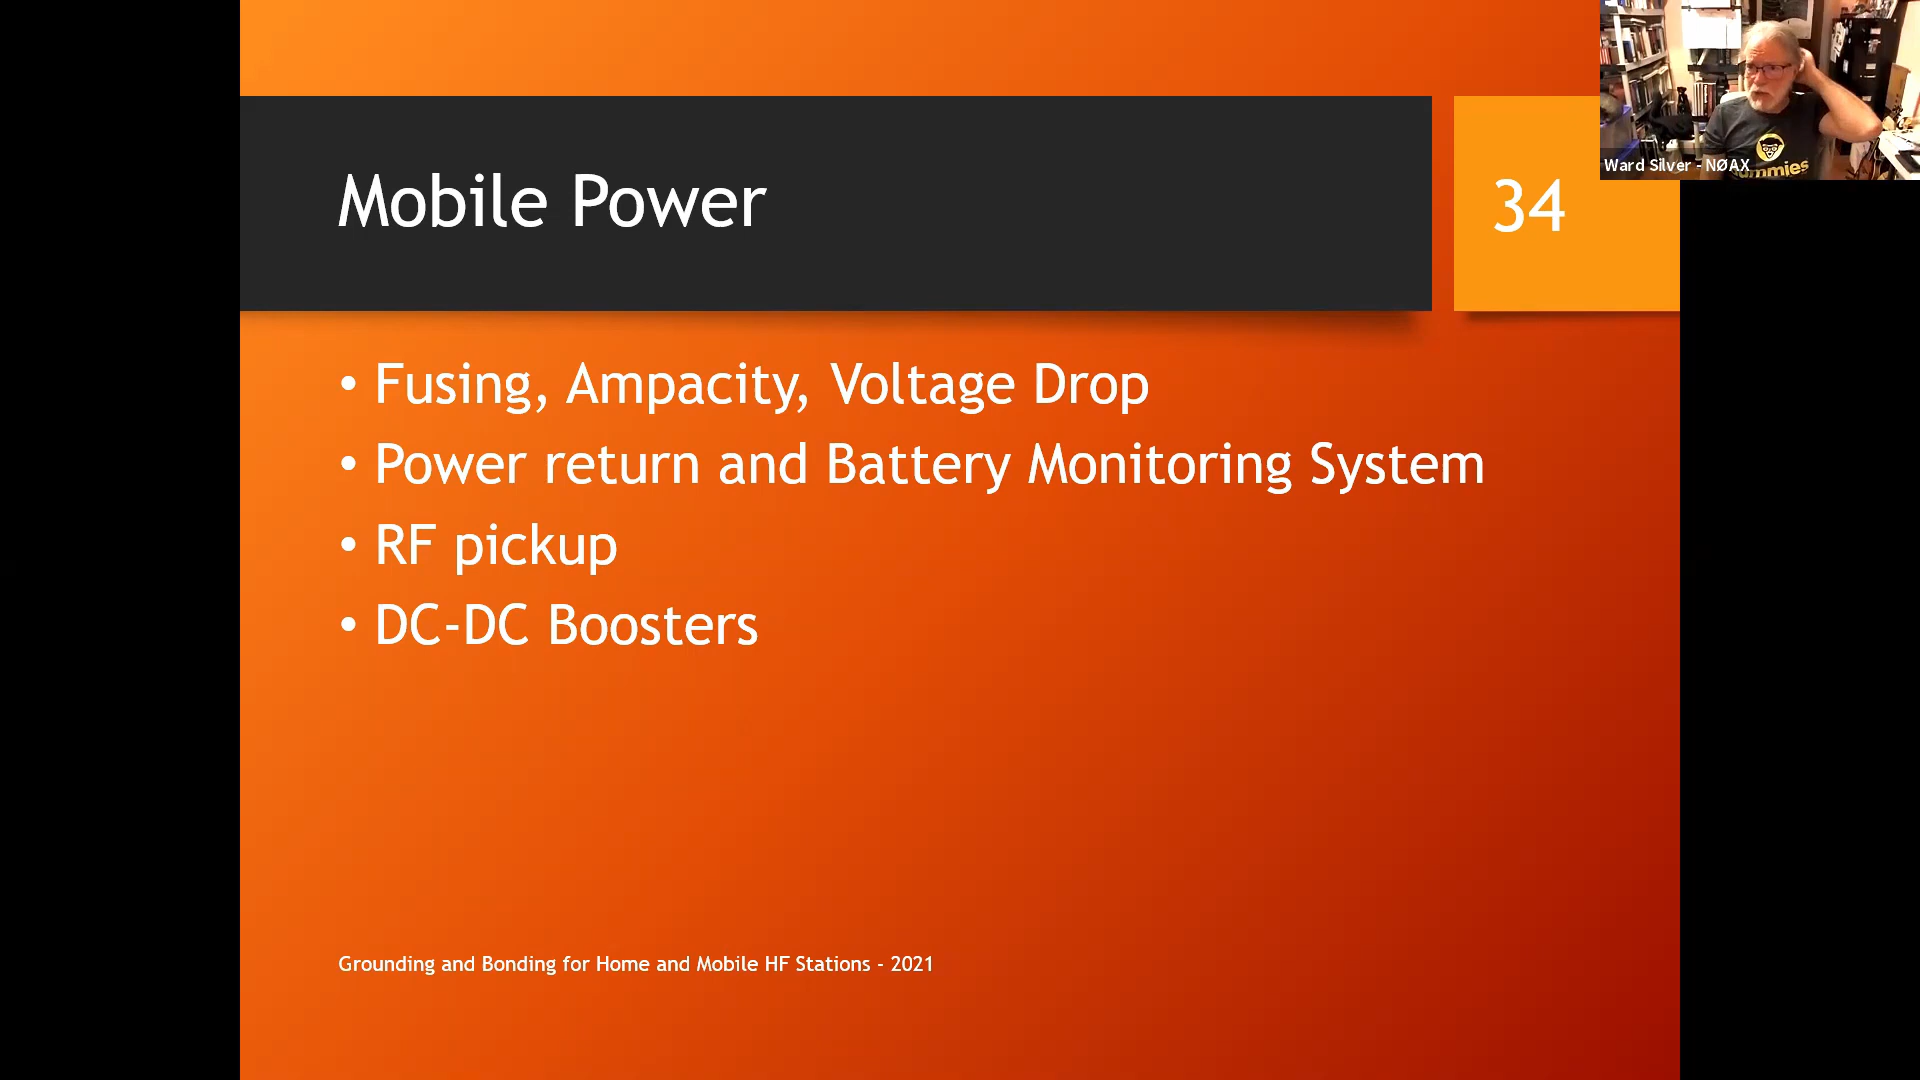 Mobile Power
34
Ward Silver - NØAX
• Fusing, Ampacity, Voltage Drop
• Power return and Battery Monitoring System
• RF pickup
• DC-DC Boosters
Grounding and Bonding for Home and Mobile HF Stations - 2021